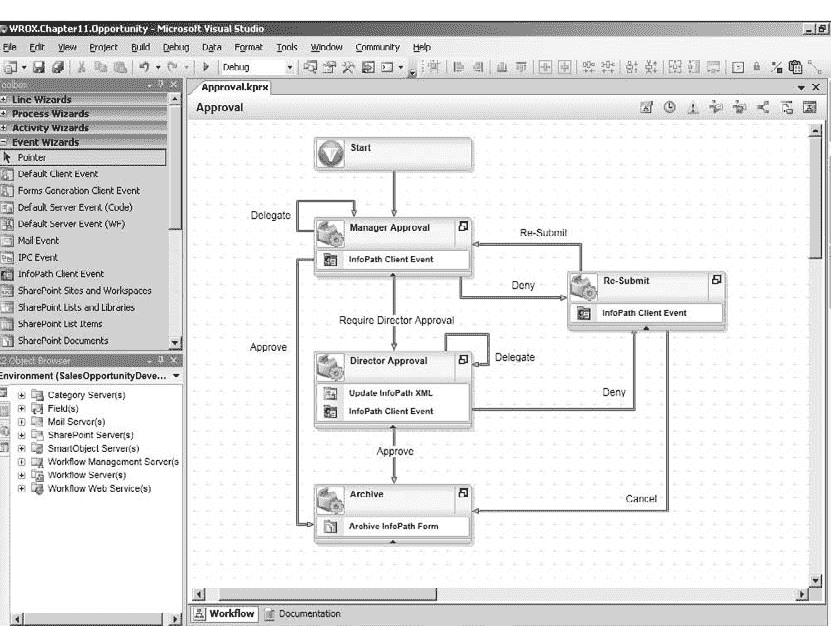 WROX.Chapter11.Opportunity - Microsoft Visual Studio
File Edit View Project Build Debug Data Format Tools Window Community Help
Debug
Toolbox
Line Wizards
Process Wizards
Activity Wizards
Event Wizards
Pointer
Default Client Event
Forms Generation Client Event
Default Server Event (Code)
Default Server Event (WF)
Mail Event
IPC Event
InfoPath Client Event
SharePoint Sites and Workspaces
SharePoint Lists and Libraries
SharePoint List Items
SharePoint Documents
K2 Object Browser
Environment (SalesOpportunityDeve...
Category Server(s)
Field(s)
Mail Server(s)
SharePoint Server(s)
SmartObject Server(s)
Workflow Management Server(s
Workflow Server(s)
Workflow Web Service(s)
Approval.kprx
Approval
Start
Delegate
Manager Approval
InfoPath Client Event
Re-Submit
Deny
Re-Submit
InfoPath Client Event
Require Director Approval
Approve
Director Approval
Update InfoPath XML
InfoPath Client Event
Delegate
Deny
Approve
Archive
Archive InfoPath Form
Cancel
Workflow Documentation